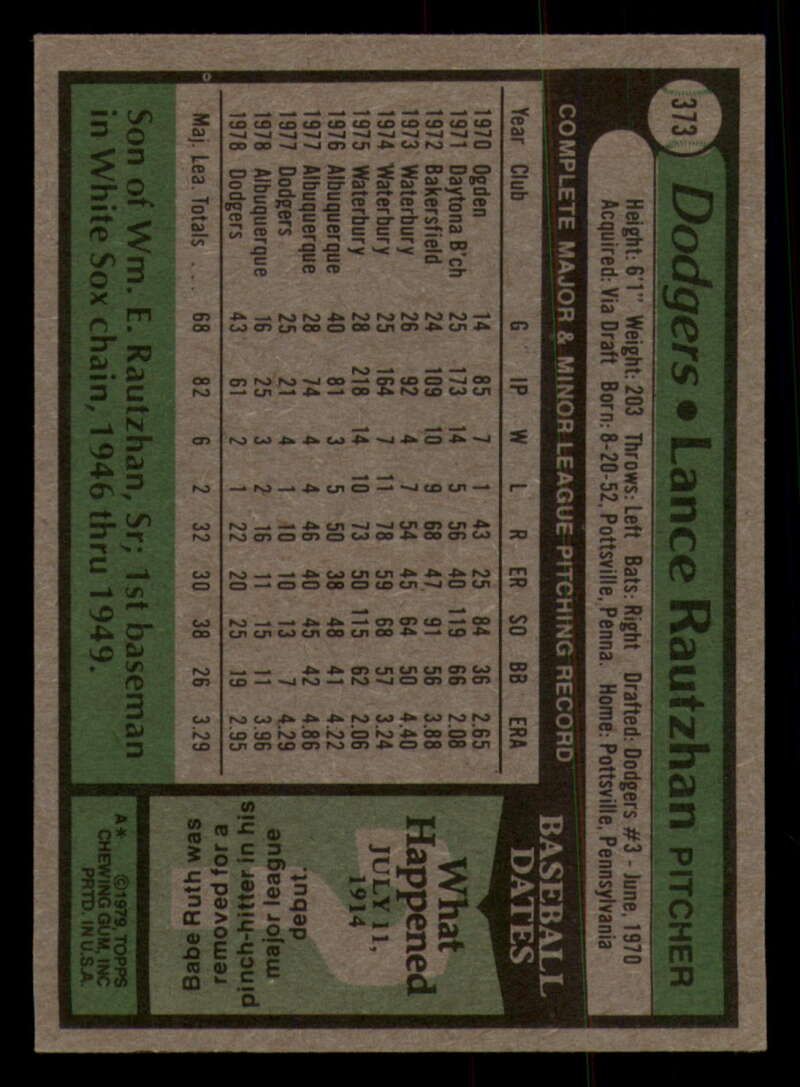 373
Dodgers • Lance Rautzhan PITCHER
Height: 6'1" Weight: 203 Throws: Left Bats: Right Drafted: Dodgers #3 - June, 1970
Acquired: Via Draft Born: 8-20-52, Pottsville, Penna. Home: Pottsville, Pennsylvania
COMPLETE MAJOR & MINOR LEAGUE PITCHING RECORD
Year Club G IP W L R ER SO BB ERA
1970 Ogden 14 85 7 1 43 25 84 36 2.65
1971 Daytona B'ch 25 173 14 5 56 40 119 66 2.08
1972 Bakersfield 24 109 10 9 68 47 91 56 3.88
1973 Waterbury 26 92 4 7 54 45 64 50 4.40
1974 Waterbury 25 164 7 11 78 59 68 57 3.24
1975 Waterbury 28 218 14 10 73 50 115 62 2.06
1976 Albuquerque 40 81 3 5 50 38 48 41 4.22
1977 Albuquerque 28 74 4 4 46 40 45 42 4.86
1977 Dodgers 25 21 4 1 10 10 13 7 4.29
1978 Albuquerque 16 25 3 2 16 11 15 11 3.96
1978 Dodgers 43 61 2 1 22 20 25 19 2.95
Maj. Lea. Totals .... 68 82 6 2 32 30 38 26 3.29
Son of Wm. E. Rautzhan, Sr; 1st baseman
in White Sox chain, 1946 thru 1949.
BASEBALL
DATES
What
Happened
JULY 11,
1914
Babe Ruth was
removed for a
pinch-hitter in his
major league
debut.
A* ©1979 TOPPS
CHEWING GUM, INC
PRTD. IN U.S.A.